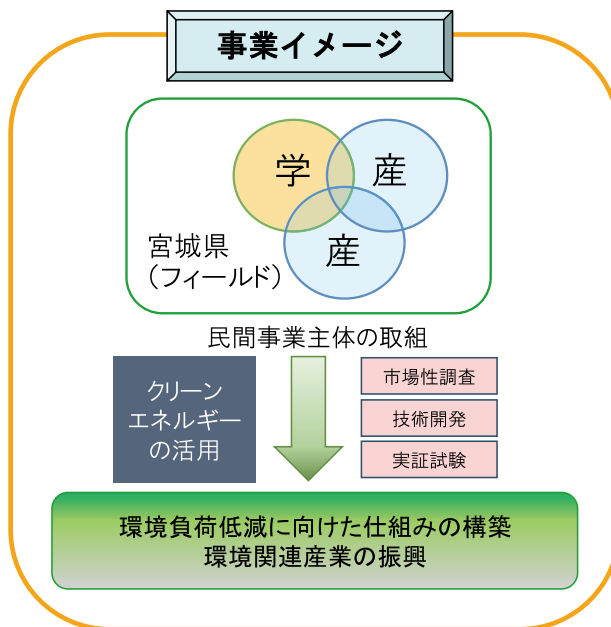 事業イメージ
学
産
産
宮城県
（フィールド）
民間事業主体の取組
クリーン
エネルギー
の活用
市場性調査
技術開発
実証試験
環境負荷低減に向けた仕組みの構築
環境関連産業の振興